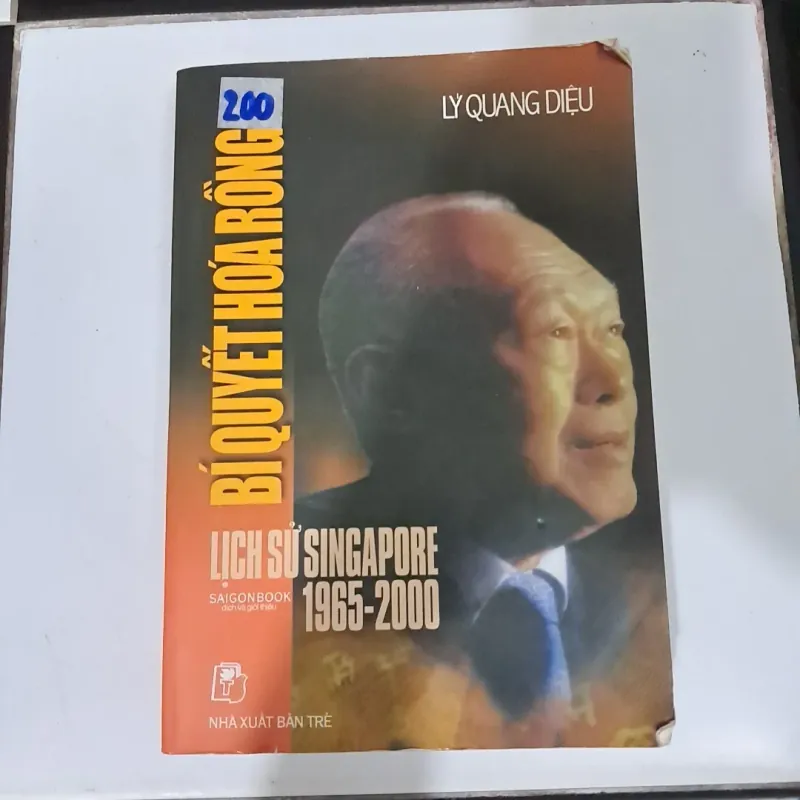 200
LÝ QUANG DIỆU
BÍ QUYẾT HÓA RỒNG
LỊCH SỬ SINGAPORE
1965-2000
SAIGONBOOK
dịch và giới thiệu
NHÀ XUẤT BẢN TRẺ